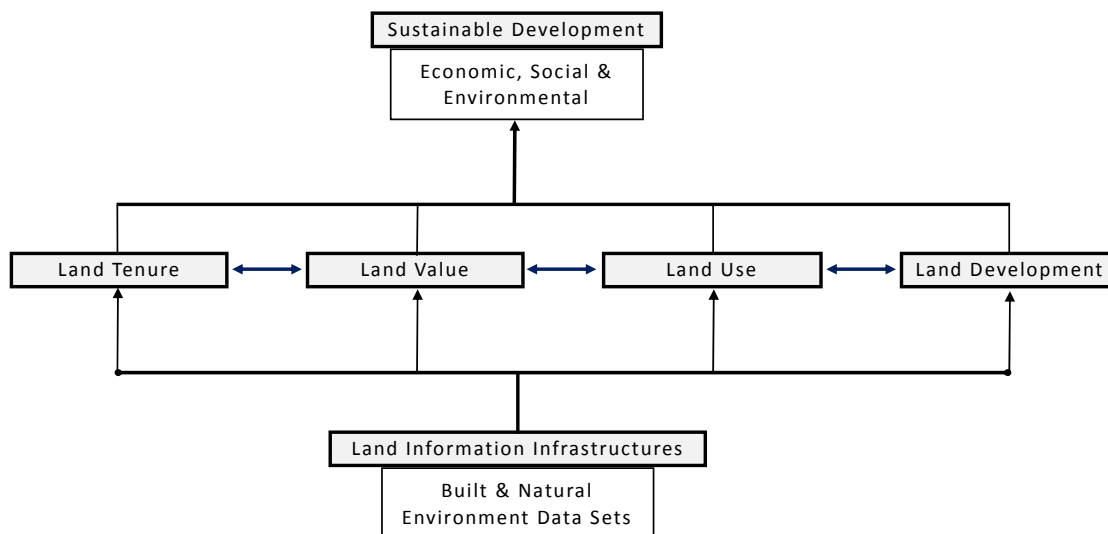 Sustainable Development
Economic, Social &
Environmental
Land Tenure
Land Value
Land Use
Land Development
Land Information Infrastructures
Built & Natural
Environment Data Sets